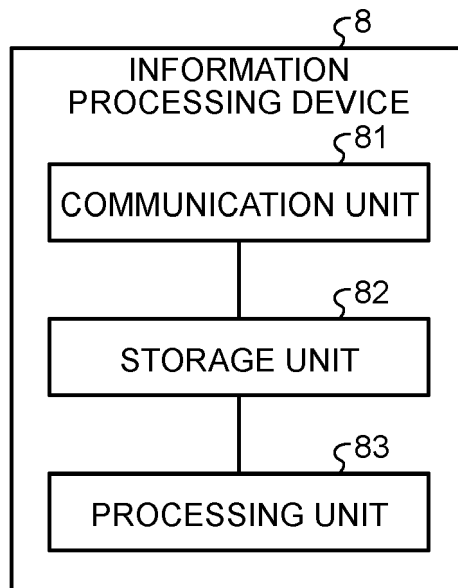 8
INFORMATION
PROCESSING DEVICE
81
COMMUNICATION UNIT
82
STORAGE UNIT
83
PROCESSING UNIT